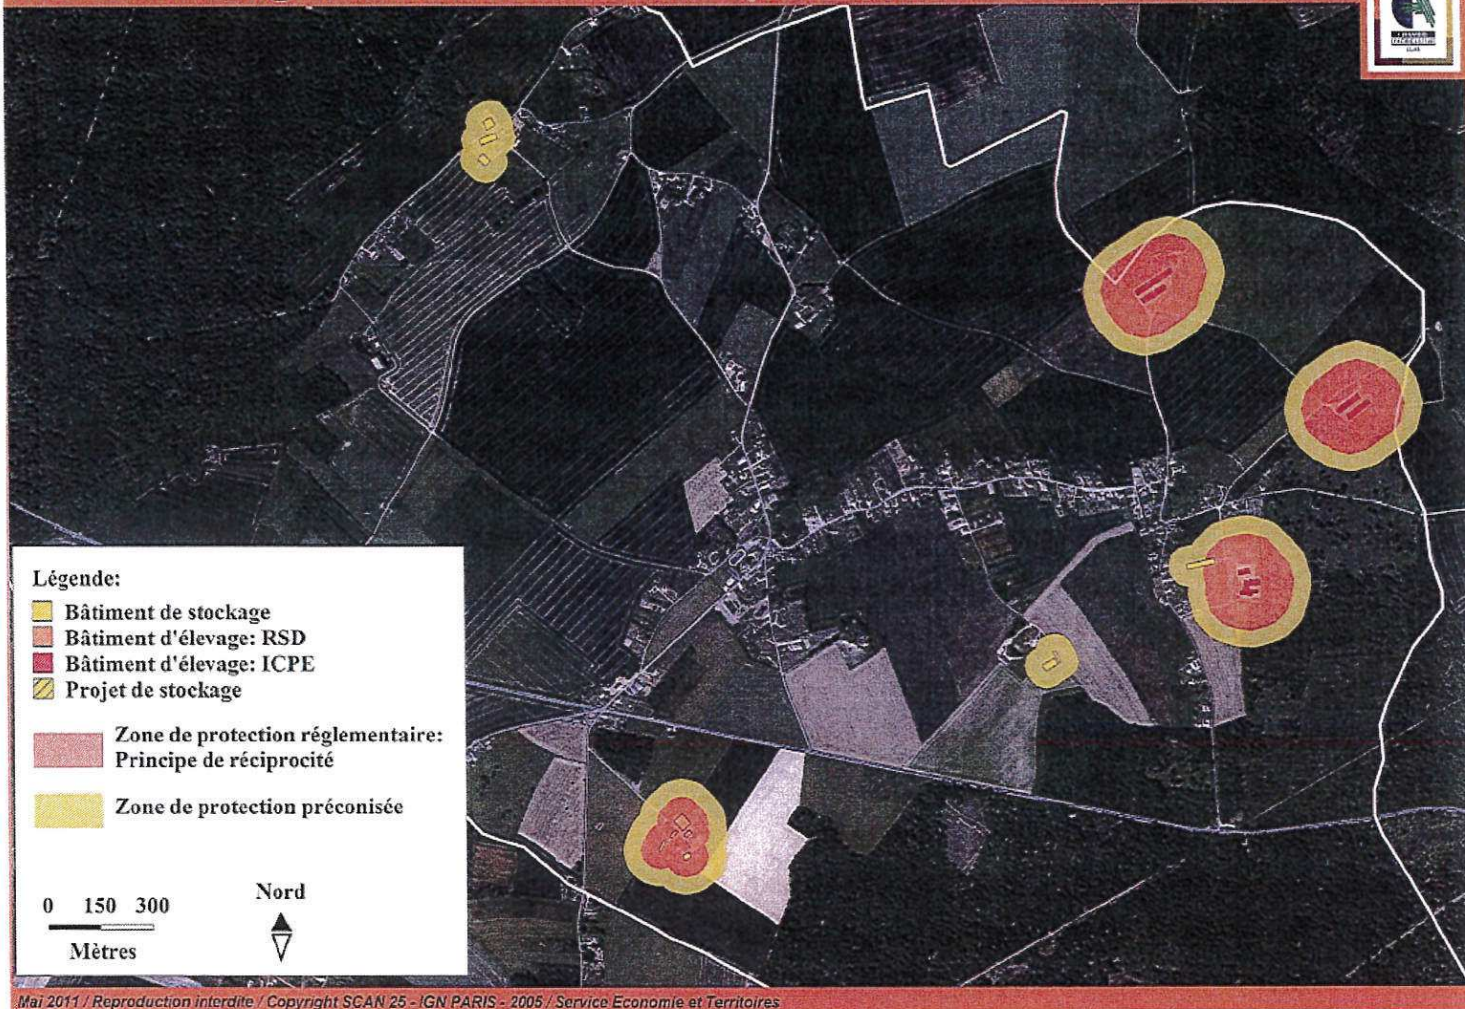 Légende:
Bâtiment de stockage
Bâtiment d'élevage: RSD
Bâtiment d'élevage: ICPE
Projet de stockage
Zone de protection réglementaire:
Principe de réciprocité
Zone de protection préconisée
0 150 300
Mètres
Nord
Mai 2011 / Reproduction interdite / Copyright SCAN 25 - IGN PARIS - 2005 / Service Economie et Territoires